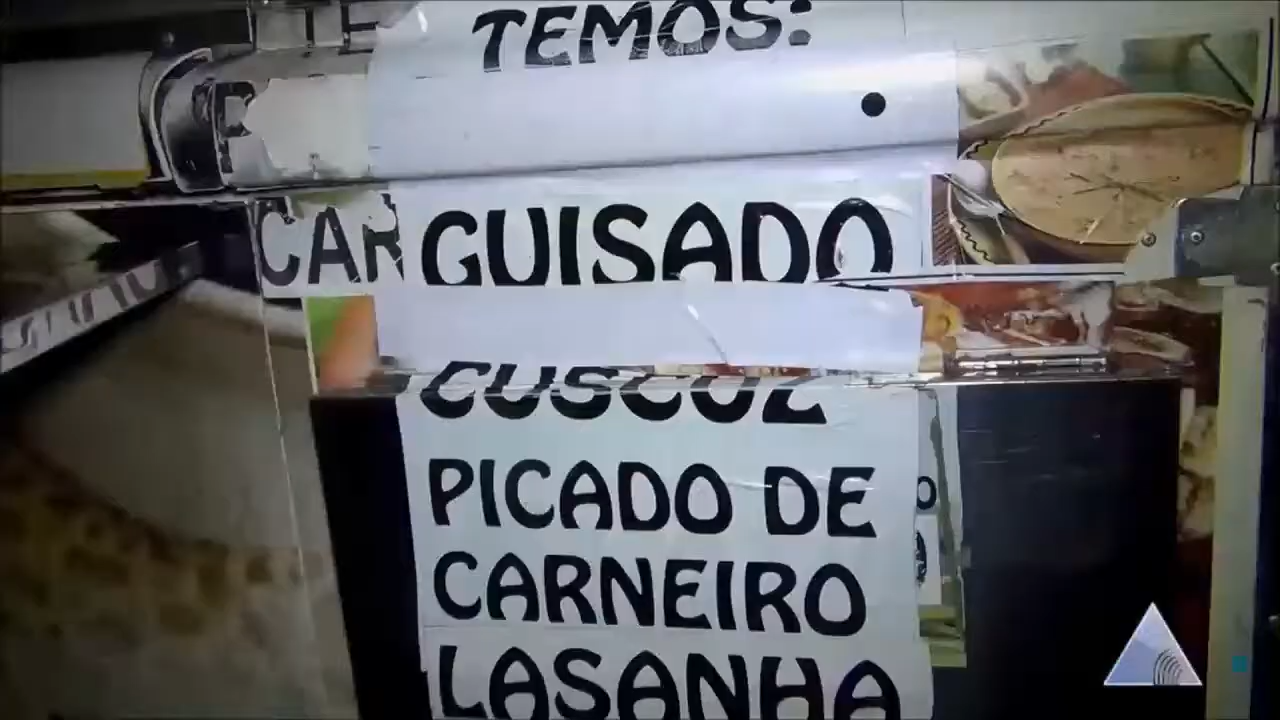 TEMOS:
CAR GUISADO
CUSCUZ
PICADO DE
CARNEIRO
LASANHA